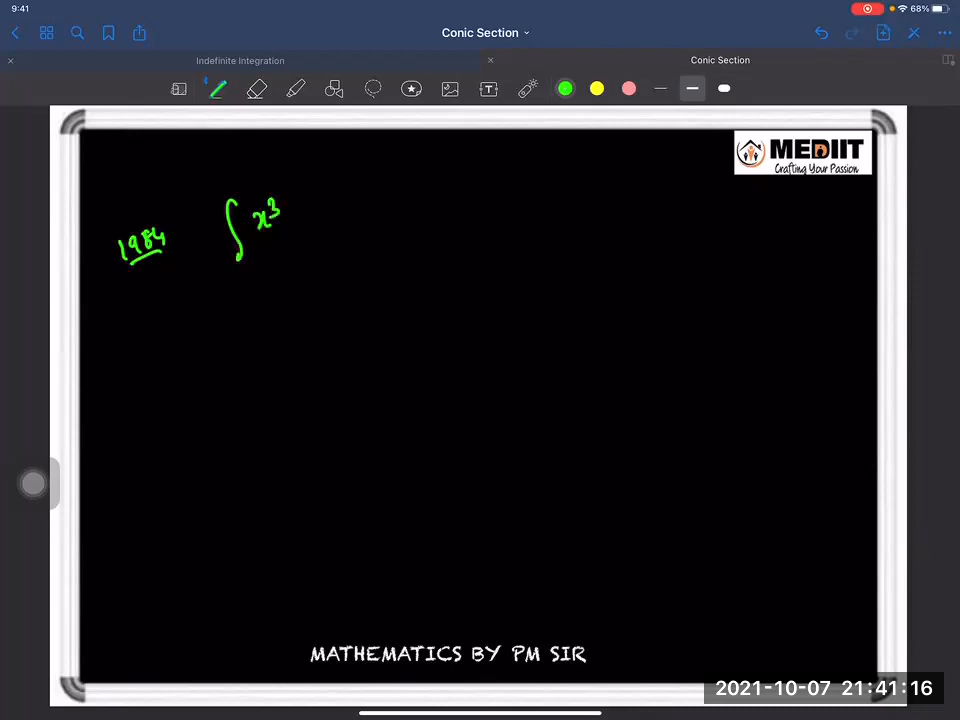 9:41
68%
Conic Section
Indefinite Integration
Conic Section
T
MEDIIT
Crafting Your Passion
1984 ∫ x³
MATHEMATICS BY PM SIR
2021-10-07 21:41:16